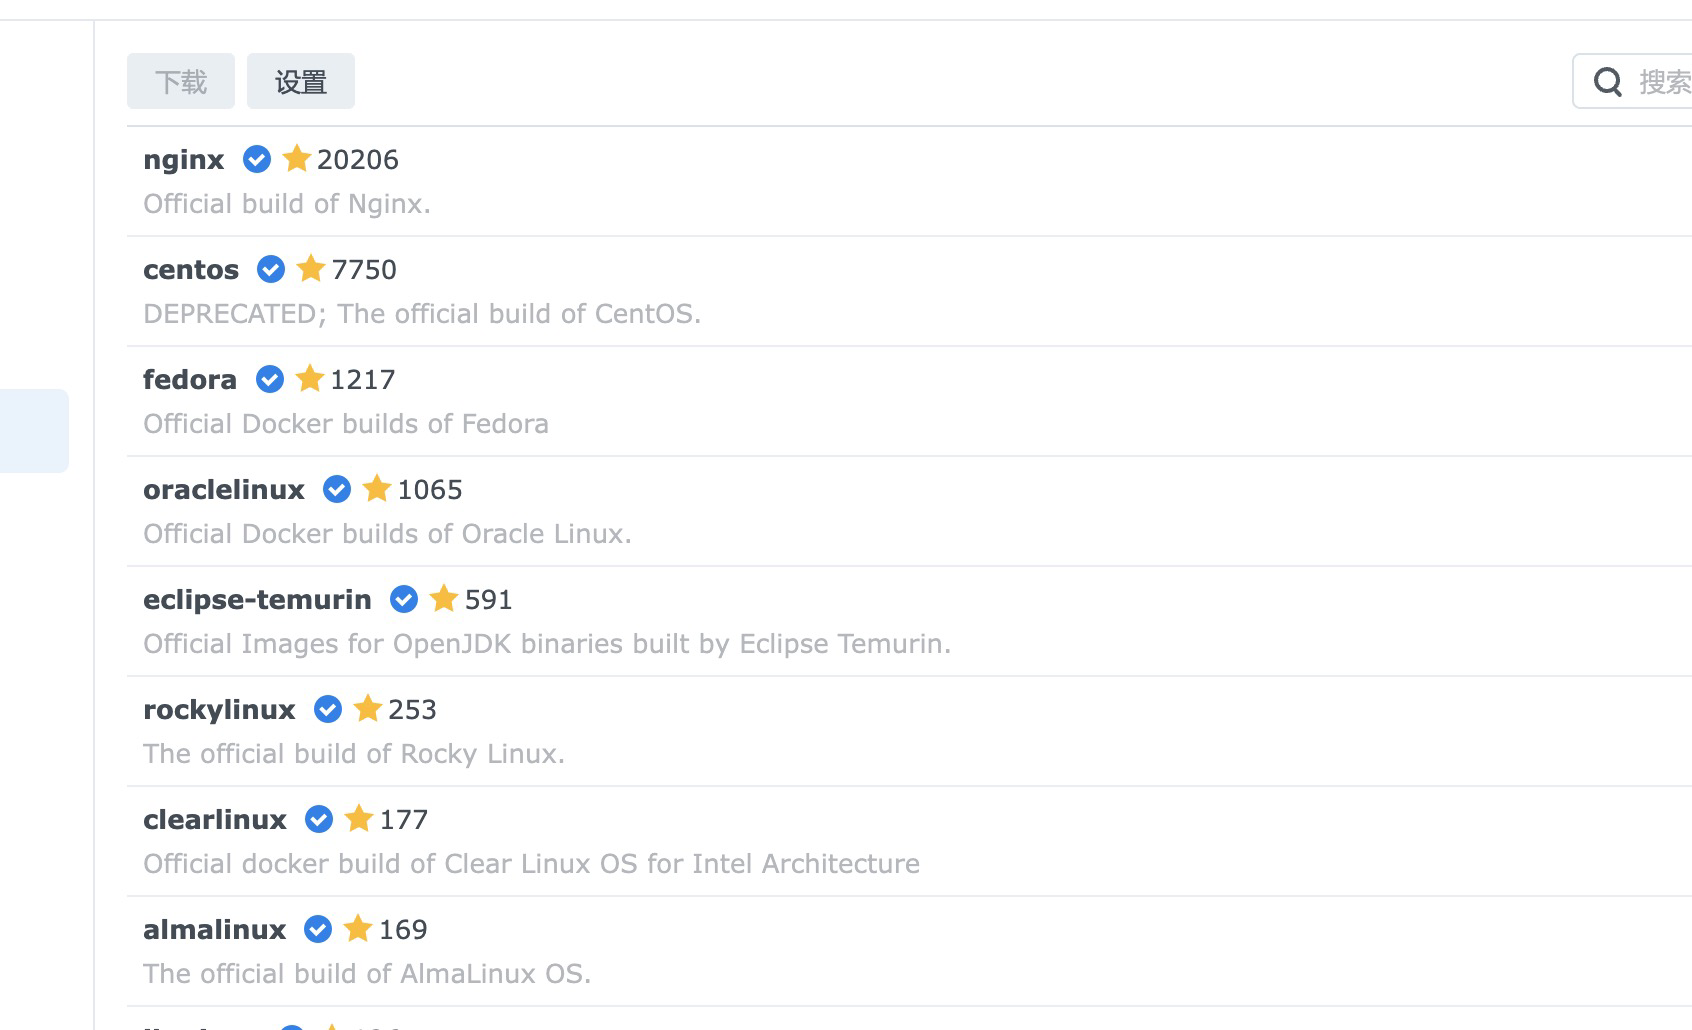 下载 设置 搜索
nginx 20206
Official build of Nginx.
centos 7750
DEPRECATED; The official build of CentOS.
fedora 1217
Official Docker builds of Fedora
oraclelinux 1065
Official Docker builds of Oracle Linux.
eclipse-temurin 591
Official Images for OpenJDK binaries built by Eclipse Temurin.
rockylinux 253
The official build of Rocky Linux.
clearlinux 177
Official docker build of Clear Linux OS for Intel Architecture
almalinux 169
The official build of AlmaLinux OS.